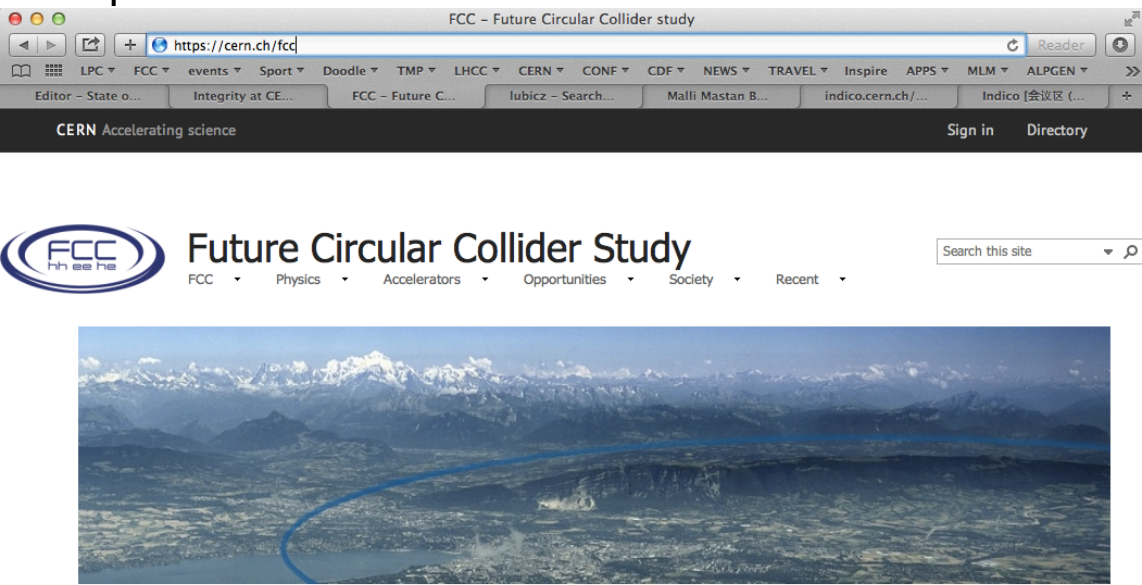 FCC – Future Circular Collider study
https://cern.ch/fcc
Reader
LPC FCC events Sport Doodle TMP LHCC CERN CONF CDF NEWS TRAVEL Inspire APPS MLM ALPGEN
Editor – State o... Integrity at CE... FCC – Future C... lubicz – Search... Malli Mastan B... indico.cern.ch/... Indico [会议区 (...
CERN Accelerating science Sign in Directory
FCC
hh ee he
Future Circular Collider Study
Search this site
FCC Physics Accelerators Opportunities Society Recent